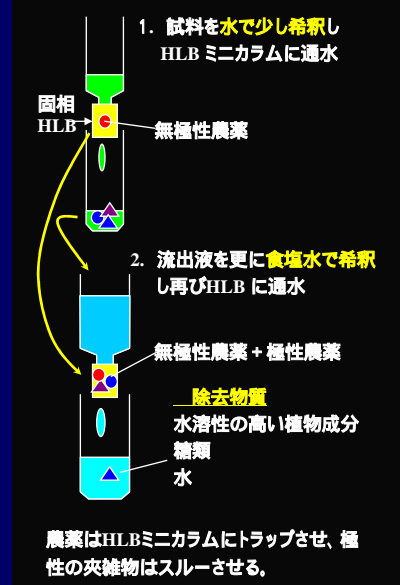 1. 試料を水で少し希釈し
HLB ミニカラムに通水
固相
HLB
無極性農薬
2. 流出液を更に食塩水で希釈
し再びHLB に通水
無極性農薬 + 極性農薬
除去物質
水溶性の高い植物成分
糖類
水
農薬はHLBミニカラムにトラップさせ、極
性の夾雑物はスルーさせる。